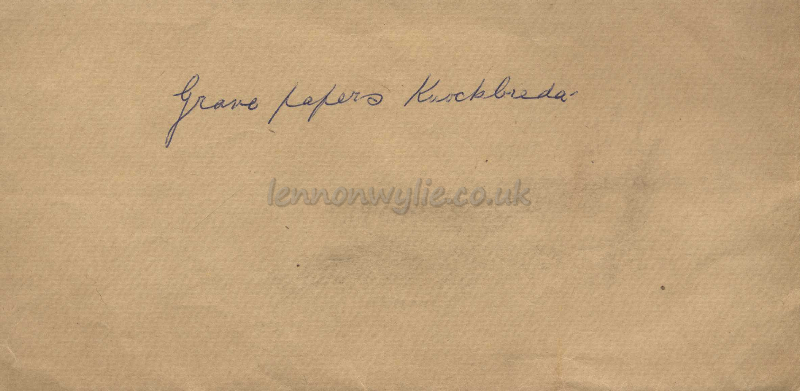 Grave papers Knockbreda
lennonwylie.co.uk